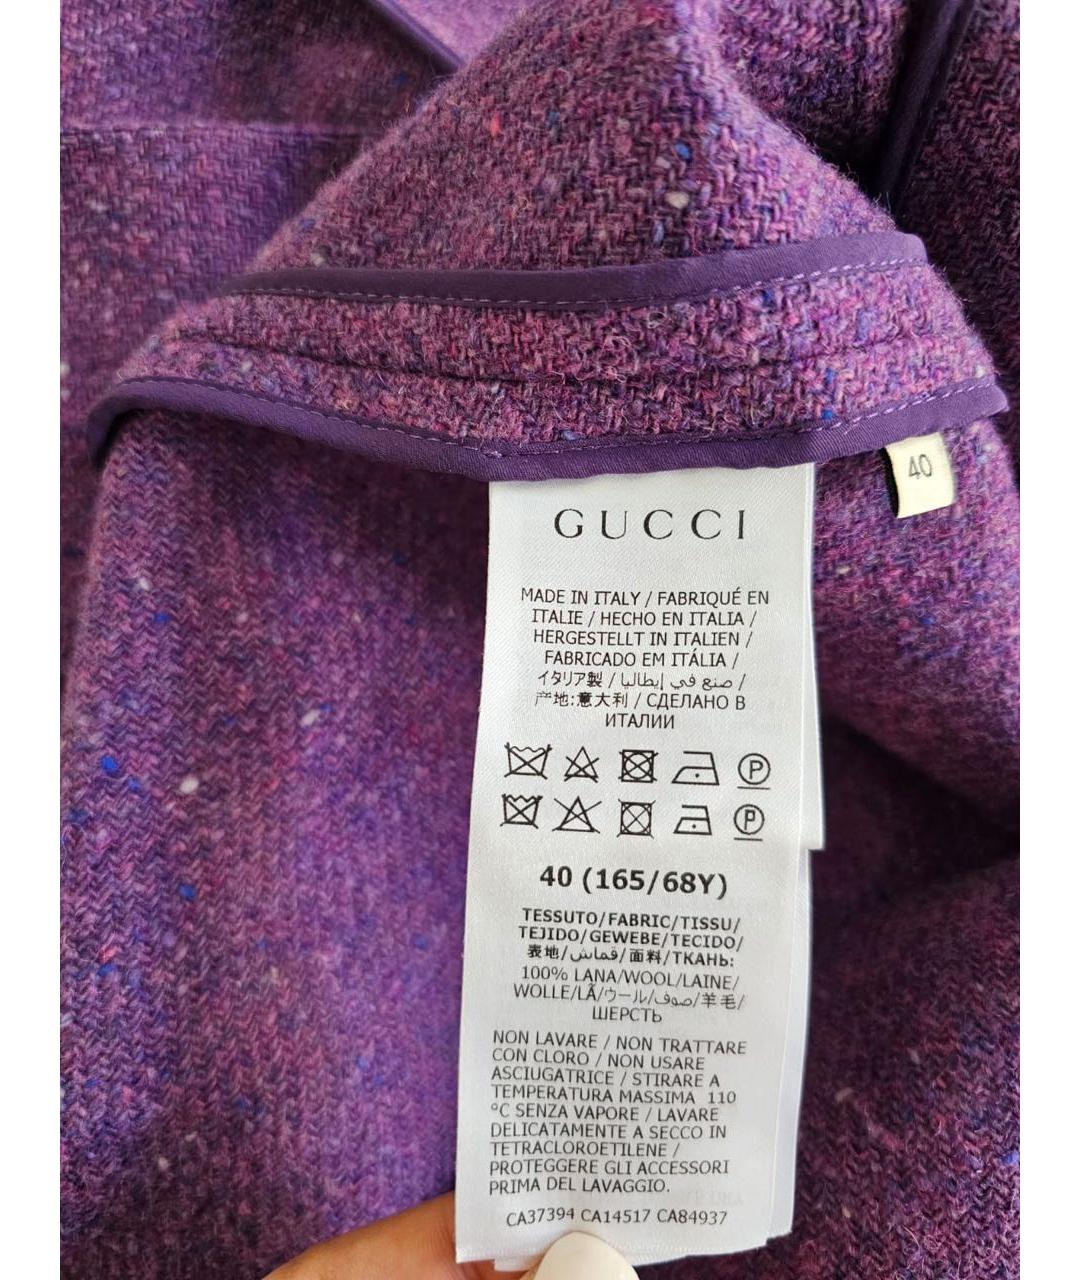 40
GUCCI
MADE IN ITALY / FABRIQUÉ EN
ITALIE / HECHO EN ITALIA /
HERGESTELLT IN ITALIEN /
FABRICADO EM ITÁLIA /
イタリア製 / صنع في إيطاليا /
产地:意大利 / СДЕЛАНО В
ИТАЛИИ
P
P
40 (165/68Y)
TESSUTO/FABRIC/TISSU/
TEJIDO/GEWEBE/TECIDO/
表地/قماش/面料/ТКАНЬ:
100% LANA/WOOL/LAINE/
WOLLE/LÃ/ウール/صوف/羊毛/
ШЕРСТЬ
NON LAVARE / NON TRATTARE
CON CLORO / NON USARE
ASCIUGATRICE / STIRARE A
TEMPERATURA MASSIMA 110
°C SENZA VAPORE / LAVARE
DELICATAMENTE A SECCO IN
TETRACLOROETILENE /
PROTEGGERE GLI ACCESSORI
PRIMA DEL LAVAGGIO.
CA37394 CA14517 CA84937